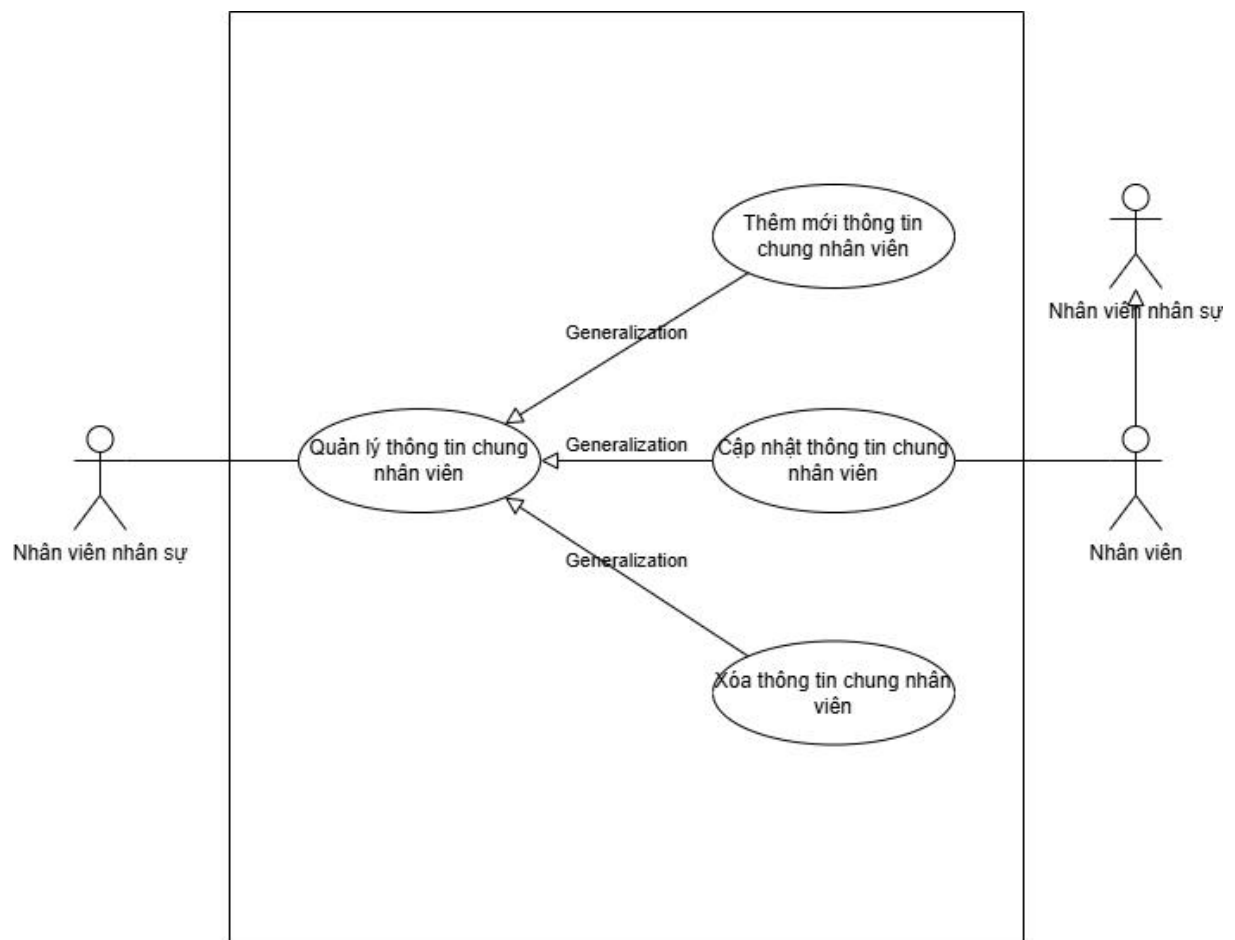 Thêm mới thông tin
chung nhân viên
Nhân viên nhân sự
Generalization
Quản lý thông tin chung
nhân viên
Generalization
Cập nhật thông tin chung
nhân viên
Nhân viên nhân sự
Nhân viên
Generalization
Xóa thông tin chung nhân
viên